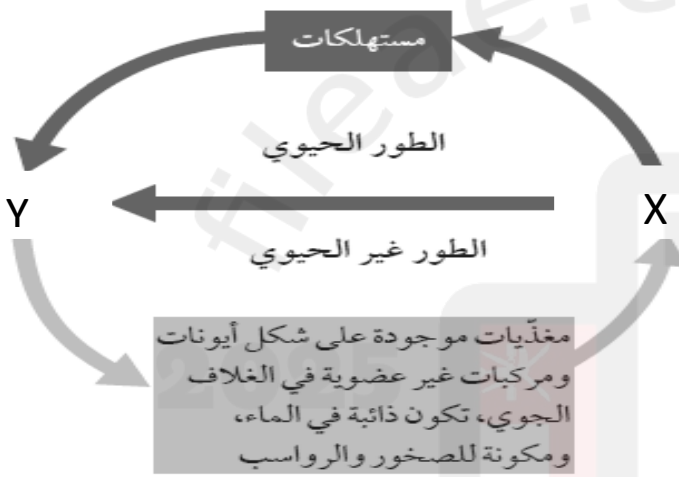 مستهلكات
الطور الحيوي
Y
X
الطور غير الحيوي
مغذّيات موجودة على شكل أيونات
ومركبات غير عضوية في الغلاف
الجوي، تكون ذائبة في الماء،
ومكونة للصخور والرواسب
2025